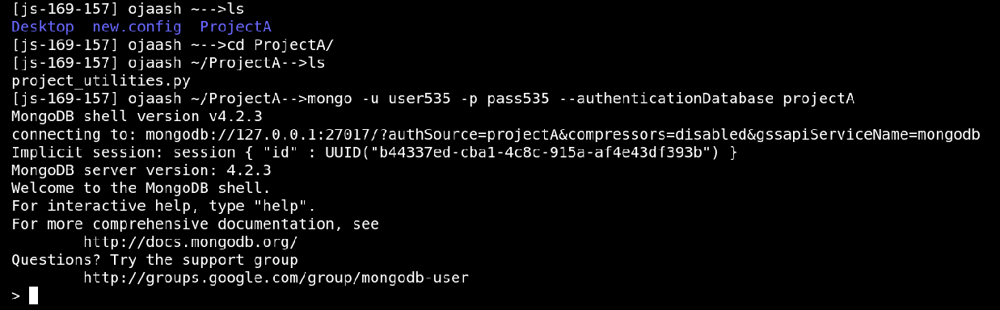 [js-169-157] ojaash ~-->ls
Desktop  new.config  ProjectA
[js-169-157] ojaash ~-->cd ProjectA/
[js-169-157] ojaash ~/ProjectA-->ls
project_utilities.py
[js-169-157] ojaash ~/ProjectA-->mongo -u user535 -p pass535 --authenticationDatabase projectA
MongoDB shell version v4.2.3
connecting to: mongodb://127.0.0.1:27017/?authSource=projectA&compressors=disabled&gssapiServiceName=mongodb
Implicit session: session { "id" : UUID("b44337ed-cba1-4c8c-915a-af4e43df393b") }
MongoDB server version: 4.2.3
Welcome to the MongoDB shell.
For interactive help, type "help".
For more comprehensive documentation, see
        http://docs.mongodb.org/
Questions? Try the support group
        http://groups.google.com/group/mongodb-user
>